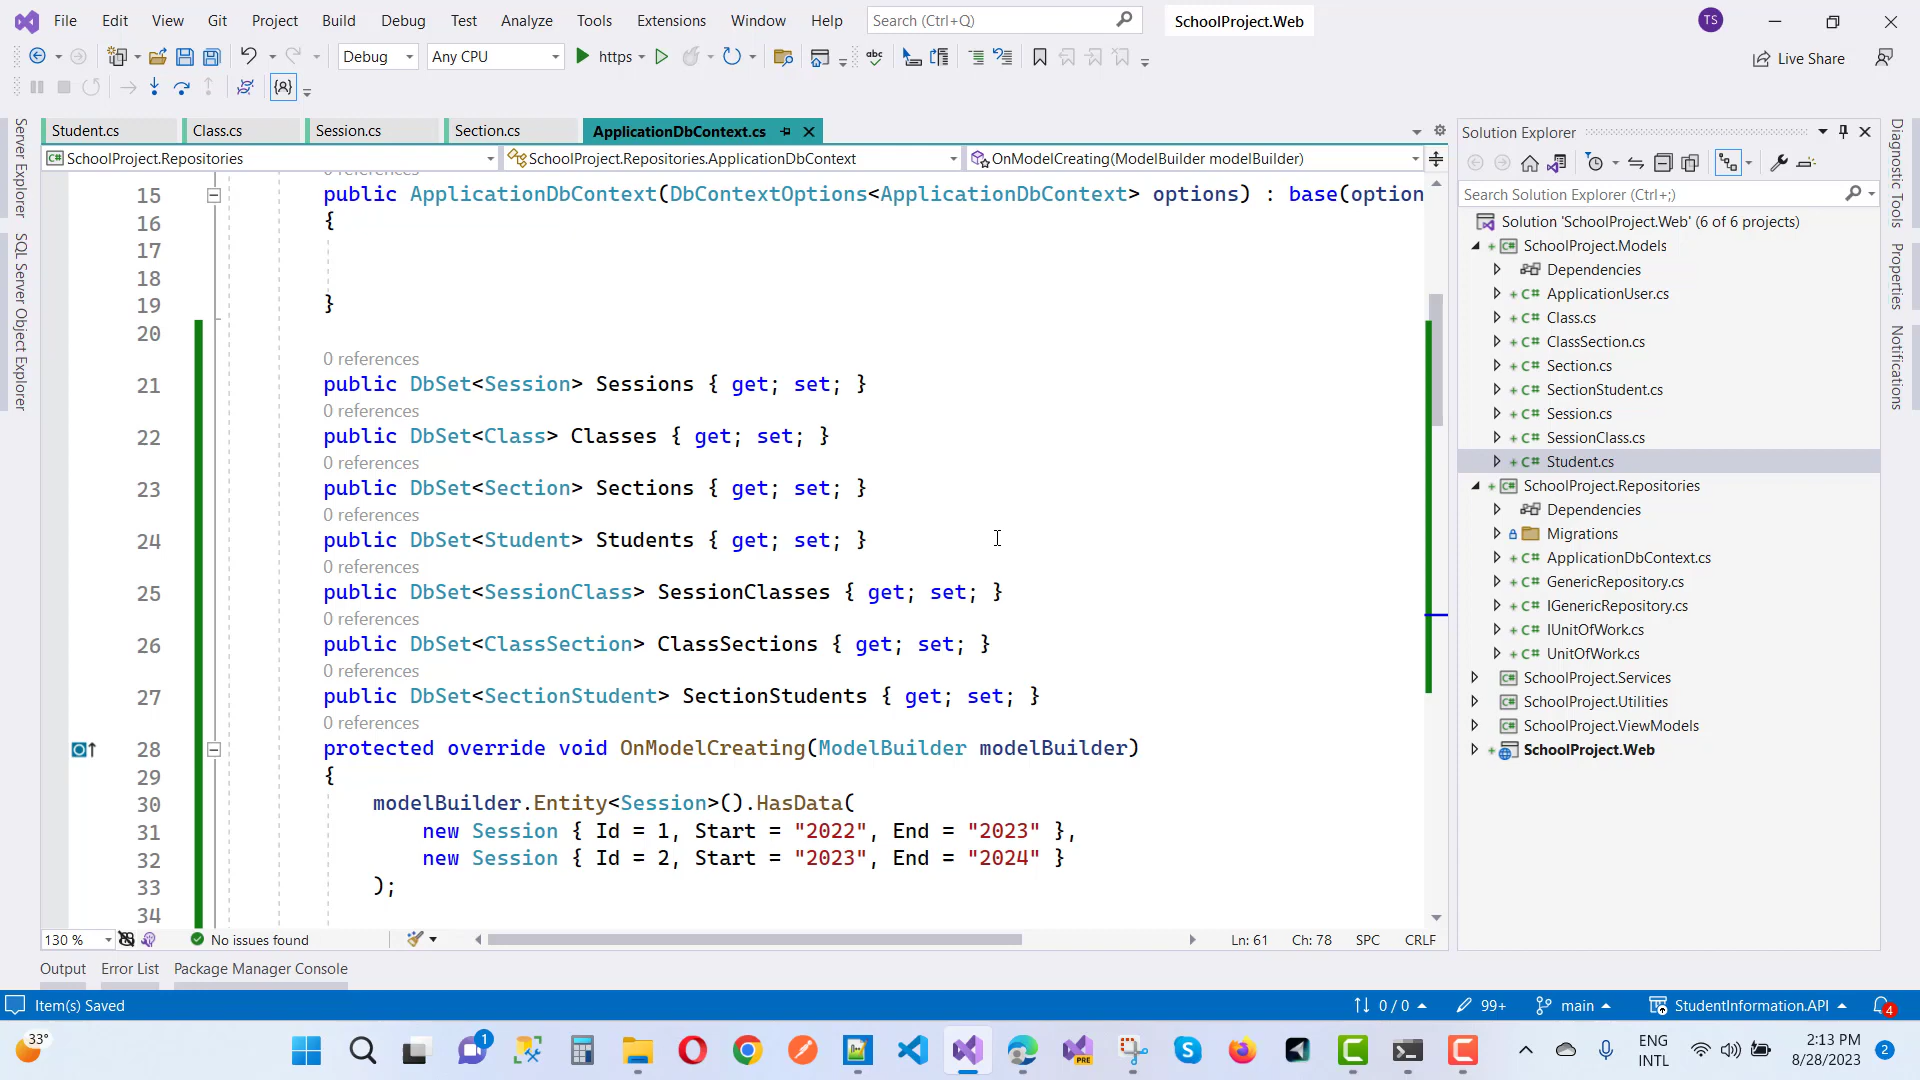 File Edit View Git Project Build Debug Test Analyze Tools Extensions Window Help Search (Ctrl+Q) SchoolProject.Web TS
Debug Any CPU https abc Live Share
Student.cs Class.cs Session.cs Section.cs ApplicationDbContext.cs
SchoolProject.Repositories SchoolProject.Repositories.ApplicationDbContext OnModelCreating(ModelBuilder modelBuilder)
Server Explorer
SQL Server Object Explorer
15 public ApplicationDbContext(DbContextOptions<ApplicationDbContext> options) : base(option
16 {
17
18
19 }
20
0 references
21 public DbSet<Session> Sessions { get; set; }
0 references
22 public DbSet<Class> Classes { get; set; }
0 references
23 public DbSet<Section> Sections { get; set; }
0 references
24 public DbSet<Student> Students { get; set; }
0 references
25 public DbSet<SessionClass> SessionClasses { get; set; }
0 references
26 public DbSet<ClassSection> ClassSections { get; set; }
0 references
27 public DbSet<SectionStudent> SectionStudents { get; set; }
0 references
28 protected override void OnModelCreating(ModelBuilder modelBuilder)
29 {
30 modelBuilder.Entity<Session>().HasData(
31 new Session { Id = 1, Start = "2022", End = "2023" },
32 new Session { Id = 2, Start = "2023", End = "2024" }
33 );
34
130 % No issues found Ln: 61 Ch: 78 SPC CRLF
Solution Explorer
Search Solution Explorer (Ctrl+;)
Solution 'SchoolProject.Web' (6 of 6 projects)
SchoolProject.Models
Dependencies
C# ApplicationUser.cs
C# Class.cs
C# ClassSection.cs
C# Section.cs
C# SectionStudent.cs
C# Session.cs
C# SessionClass.cs
C# Student.cs
SchoolProject.Repositories
Dependencies
Migrations
C# ApplicationDbContext.cs
C# GenericRepository.cs
C# IGenericRepository.cs
C# IUnitOfWork.cs
C# UnitOfWork.cs
SchoolProject.Services
SchoolProject.Utilities
SchoolProject.ViewModels
SchoolProject.Web
Diagnostic Tools
Properties
Notifications
Output Error List Package Manager Console
Item(s) Saved 0 / 0 99+ main StudentInformation.API 4
33° 1 PRE ENG INTL 2:13 PM 8/28/2023 2